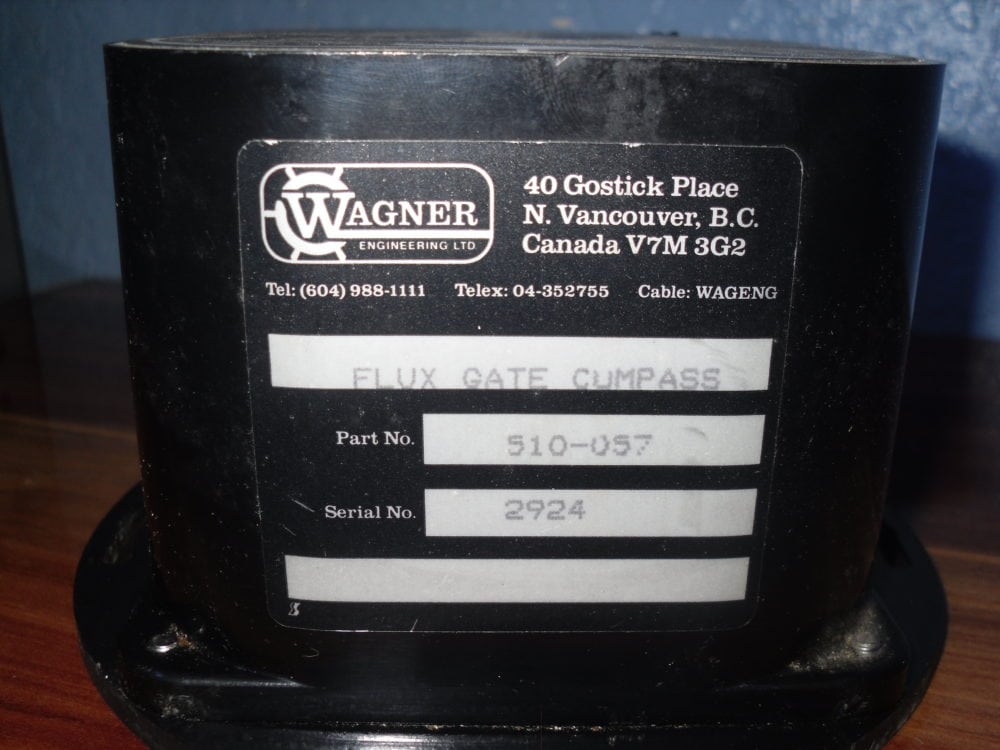 WAGNER
ENGINEERING LTD
40 Gostick Place
N. Vancouver, B.C.
Canada V7M 3G2
Tel: (604) 988-1111 Telex: 04-352755 Cable: WAGENG
FLUX GATE COMPASS
Part No. 510-057
Serial No. 2924